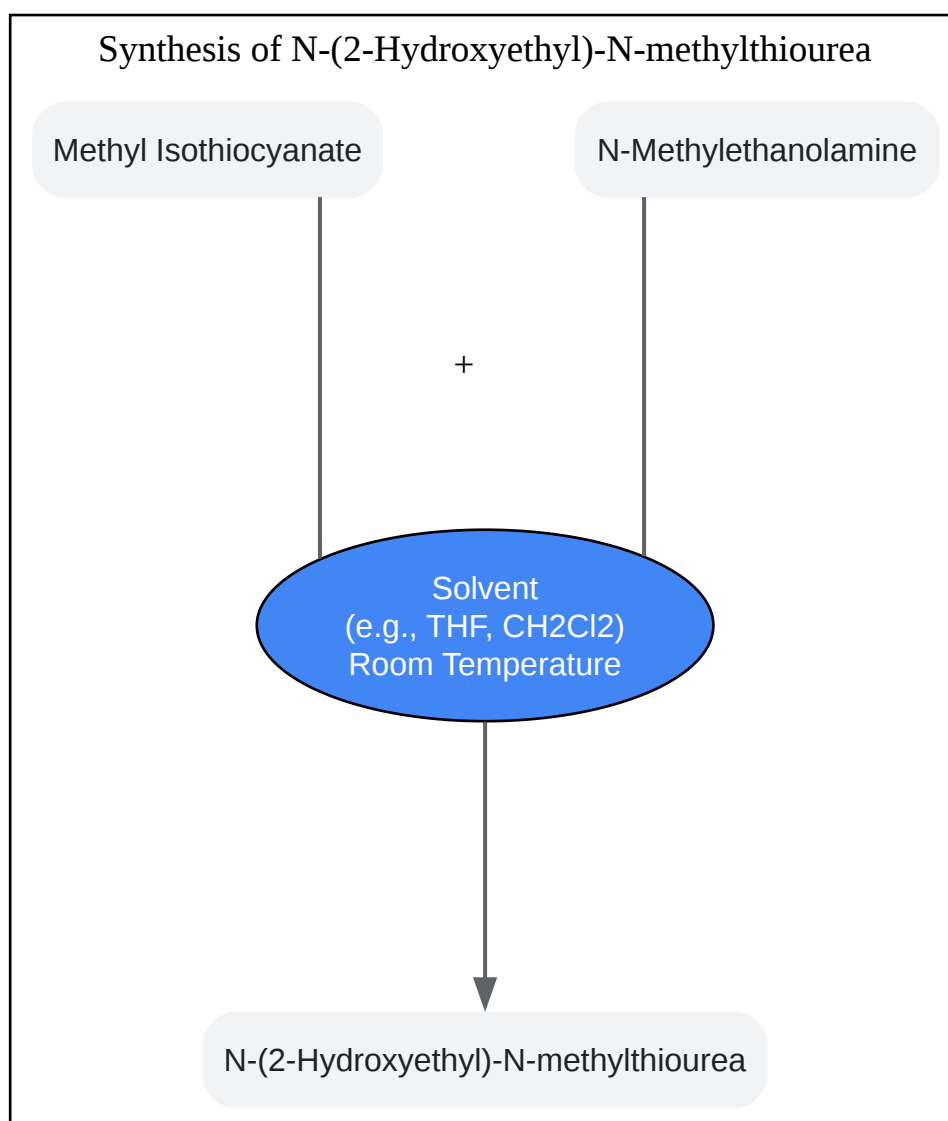 Synthesis of N-(2-Hydroxyethyl)-N-methylthiourea
Methyl Isothiocyanate
N-Methylethanolamine
+
Solvent
(e.g., THF, CH2Cl2)
Room Temperature
N-(2-Hydroxyethyl)-N-methylthiourea